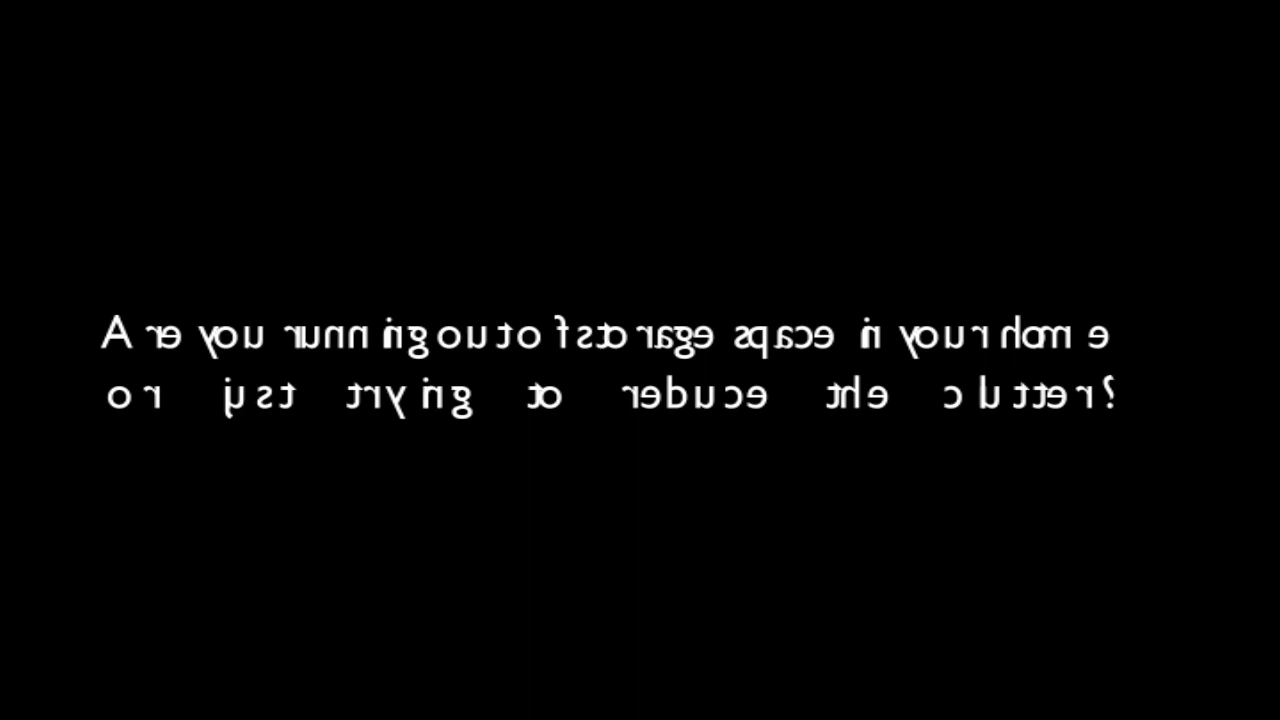 Are you running out of storage space in your home
or just trying to reduce the clutter?